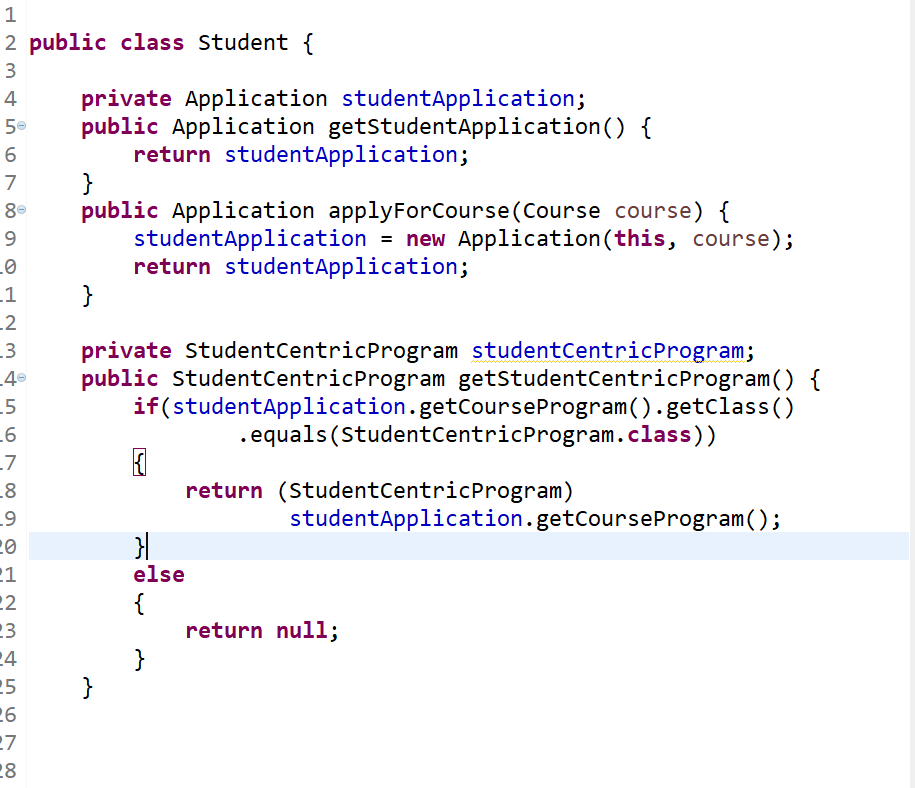 1
2 public class Student {
3
4     private Application studentApplication;
5     public Application getStudentApplication() {
6         return studentApplication;
7     }
8     public Application applyForCourse(Course course) {
9         studentApplication = new Application(this, course);
10         return studentApplication;
11     }
12
13     private StudentCentricProgram studentCentricProgram;
14     public StudentCentricProgram getStudentCentricProgram() {
15         if(studentApplication.getCourseProgram().getClass()
16                 .equals(StudentCentricProgram.class))
17         {
18             return (StudentCentricProgram)
19                     studentApplication.getCourseProgram();
20         }
21         else
22         {
23             return null;
24         }
25     }
26
27
28